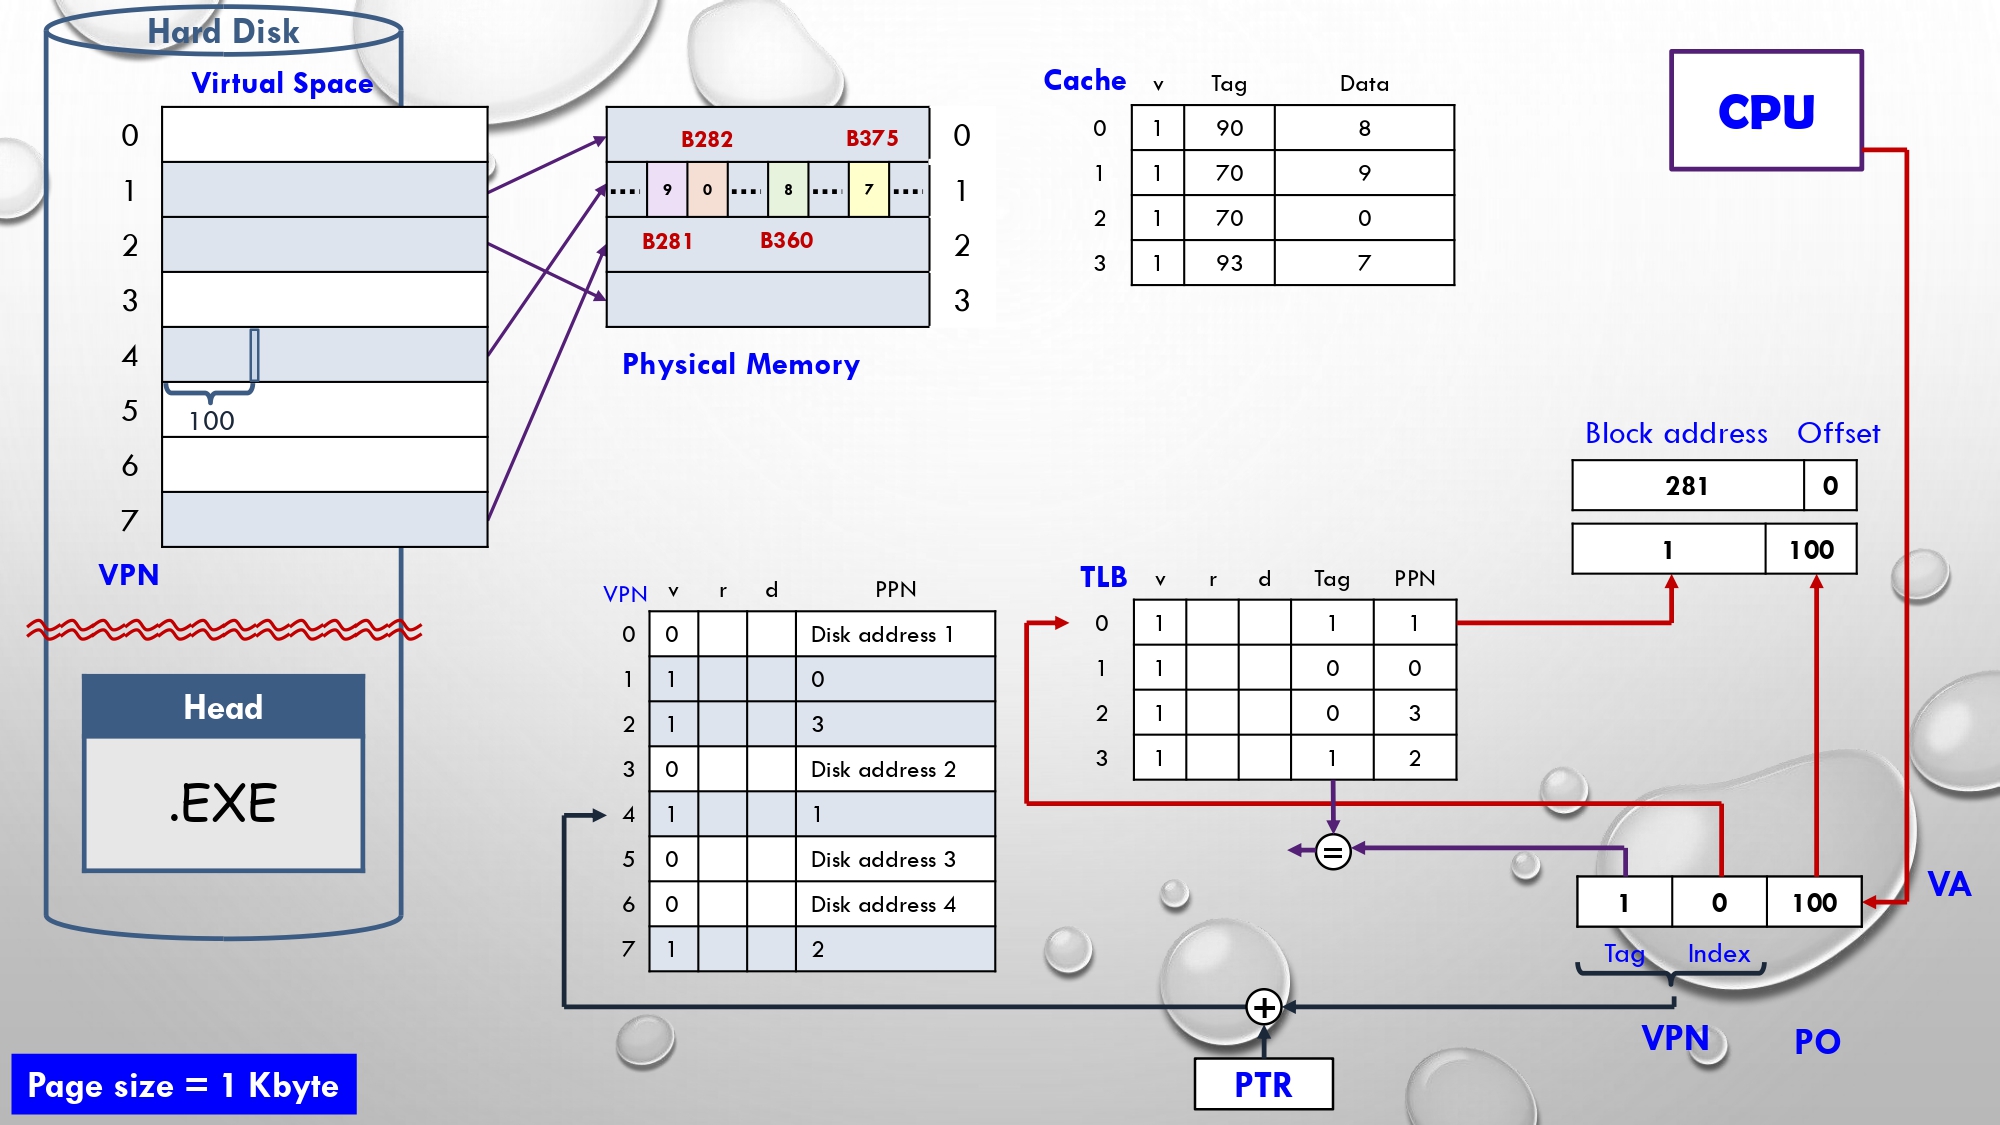 Hard Disk
Virtual Space
0
1
2
3
4
5
6
7
100
VPN
Head
.EXE
Page size = 1 Kbyte
B282 B375
.... 9 0 .... 8 .... 7 ....
B281 B360
0
1
2
3
Physical Memory
Cache v Tag Data
0 1 90 8
1 1 70 9
2 1 70 0
3 1 93 7
CPU
Block address Offset
281 0
1 100
VPN v r d PPN
0 0 Disk address 1
1 1 0
2 1 3
3 0 Disk address 2
4 1 1
5 0 Disk address 3
6 0 Disk address 4
7 1 2
TLB v r d Tag PPN
0 1 1 1
1 1 0 0
2 1 0 3
3 1 1 2
=
1 0 100
VA
Tag Index
+
VPN PO
PTR